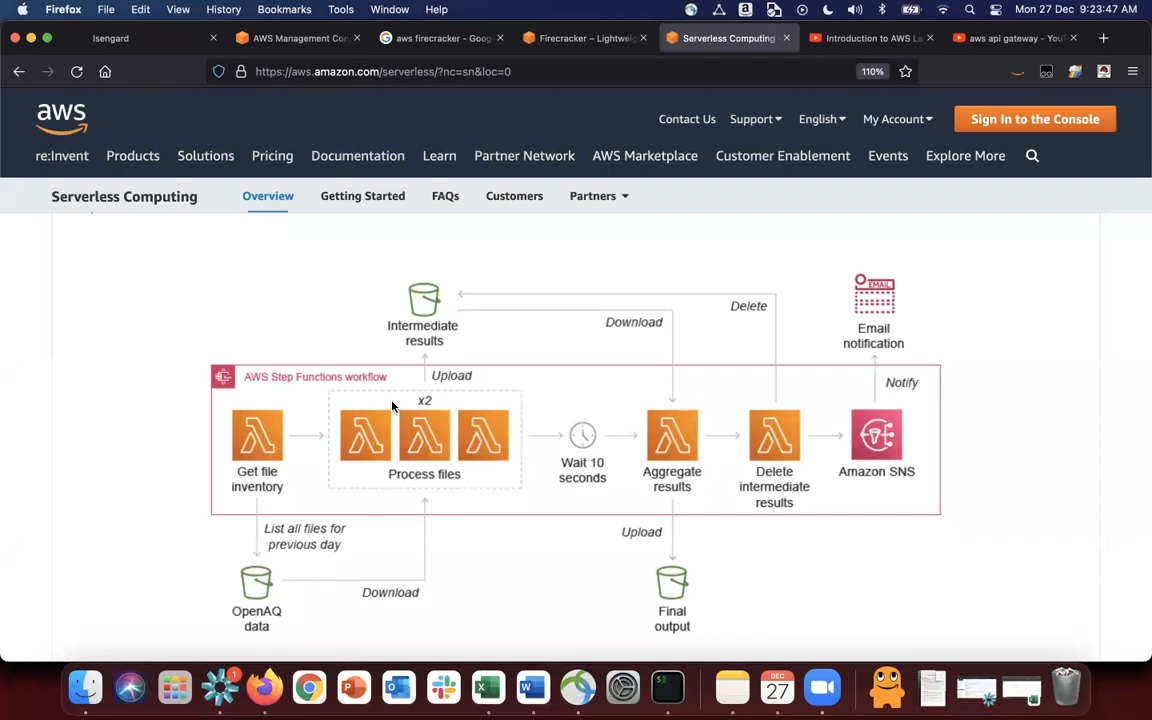 Firefox File Edit View History Bookmarks Tools Window Help Mon 27 Dec 9:23:47 AM
Isengard AWS Management Con aws firecracker - Goog Firecracker – Lightweig Serverless Computing Introduction to AWS La aws api gateway - YouT
https://aws.amazon.com/serverless/?nc=sn&loc=0 110%
aws
Contact Us Support English My Account Sign In to the Console
re:Invent Products Solutions Pricing Documentation Learn Partner Network AWS Marketplace Customer Enablement Events Explore More
Serverless Computing Overview Getting Started FAQs Customers Partners
EMAIL
Delete
Intermediate
results
Download
Email
notification
AWS Step Functions workflow
Upload
Notify
x2
Get file
inventory
Process files
Wait 10
seconds
Aggregate
results
Delete
intermediate
results
Amazon SNS
List all files for
previous day
Upload
Download
OpenAQ
data
Final
output
1
DEC
27